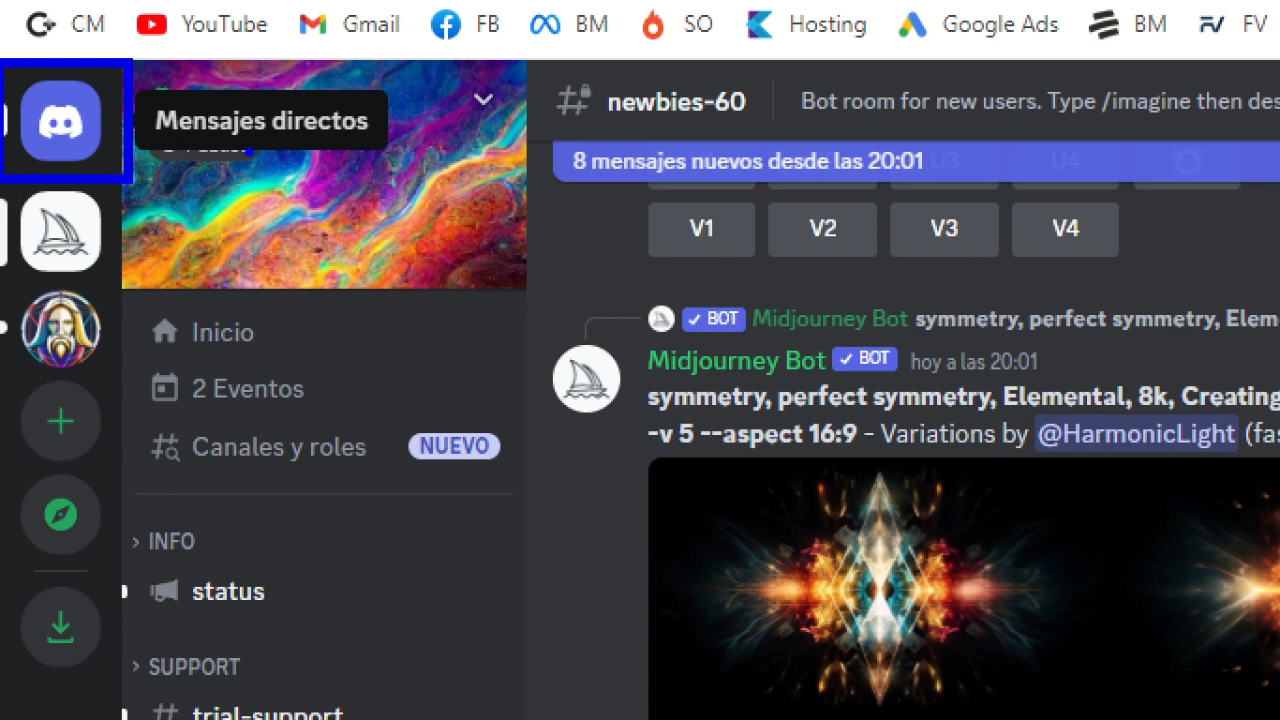 CM YouTube Gmail FB BM SO Hosting Google Ads BM FV
Mensajes directos
Inicio
2 Eventos
Canales y roles NUEVO
INFO
status
SUPPORT
trial-support
newbies-60 Bot room for new users. Type /imagine then des
8 mensajes nuevos desde las 20:01 U3 U4
V1 V2 V3 V4
BOT Midjourney Bot symmetry, perfect symmetry, Elem
Midjourney Bot BOT hoy a las 20:01
symmetry, perfect symmetry, Elemental, 8k, Creating
-v 5 --aspect 16:9 - Variations by @HarmonicLight (fas